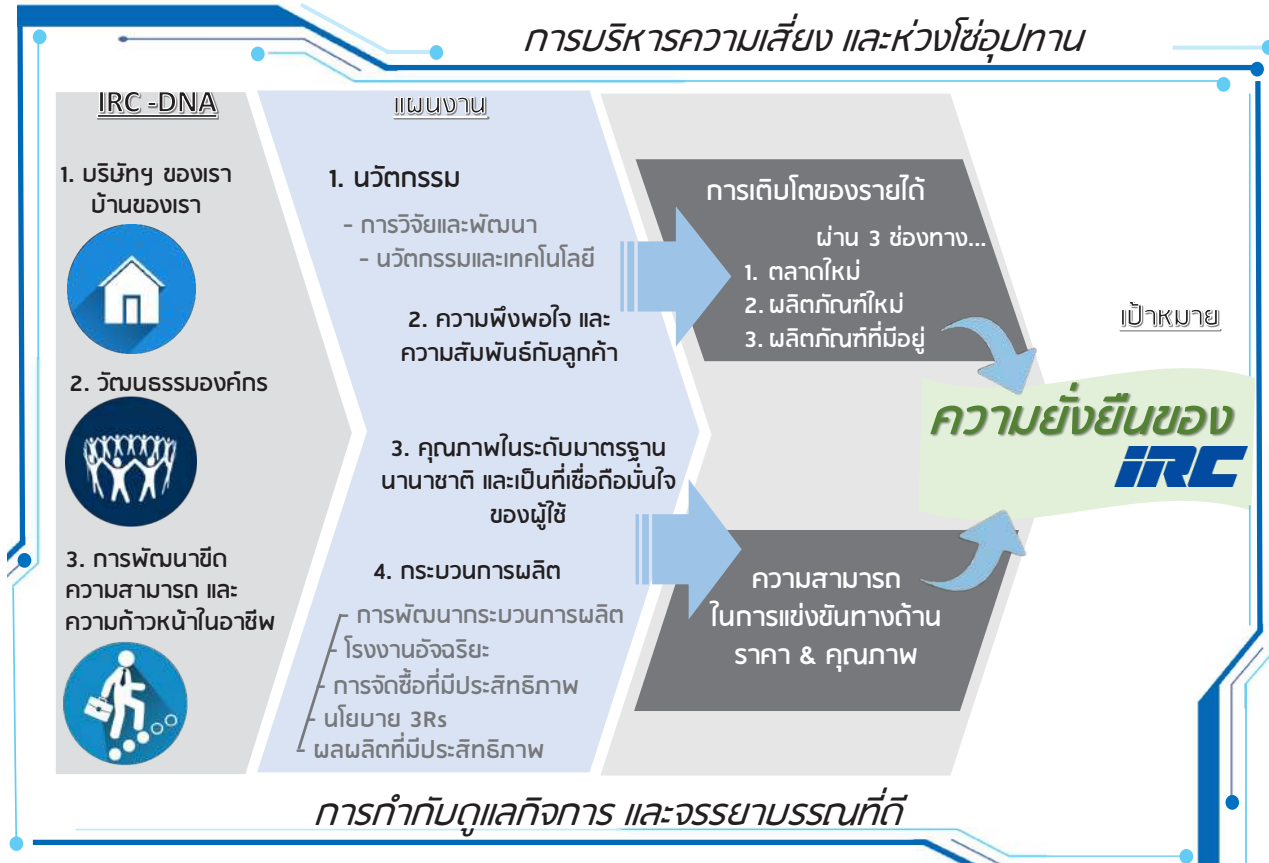 การบริหารความเสี่ยง และห่วงโซ่อุปทาน
IRC -DNA
1. บริษัทฯ ของเรา
บ้านของเรา
2. วัฒนธรรมองค์กร
3. การพัฒนาขีด
ความสามารถ และ
ความก้าวหน้าในอาชีพ
แผนงาน
1. นวัตกรรม
- การวิจัยและพัฒนา
- นวัตกรรมและเทคโนโลยี
2. ความพึงพอใจ และ
ความสัมพันธ์กับลูกค้า
3. คุณภาพในระดับมาตรฐาน
นานาชาติ และเป็นที่เชื่อถือมั่นใจ
ของผู้ใช้
4. กระบวนการผลิต
- การพัฒนากระบวนการผลิต
- โรงงานอัจฉริยะ
- การจัดซื้อที่มีประสิทธิภาพ
- นโยบาย 3Rs
- ผลผลิตที่มีประสิทธิภาพ
การเติบโตของรายได้
ผ่าน 3 ช่องทาง...
1. ตลาดใหม่
2. ผลิตภัณฑ์ใหม่
3. ผลิตภัณฑ์ที่มีอยู่
ความสามารถ
ในการแข่งขันทางด้าน
ราคา & คุณภาพ
เป้าหมาย
ความยั่งยืนของ
IRC
การกำกับดูแลกิจการ และจรรยาบรรณที่ดี